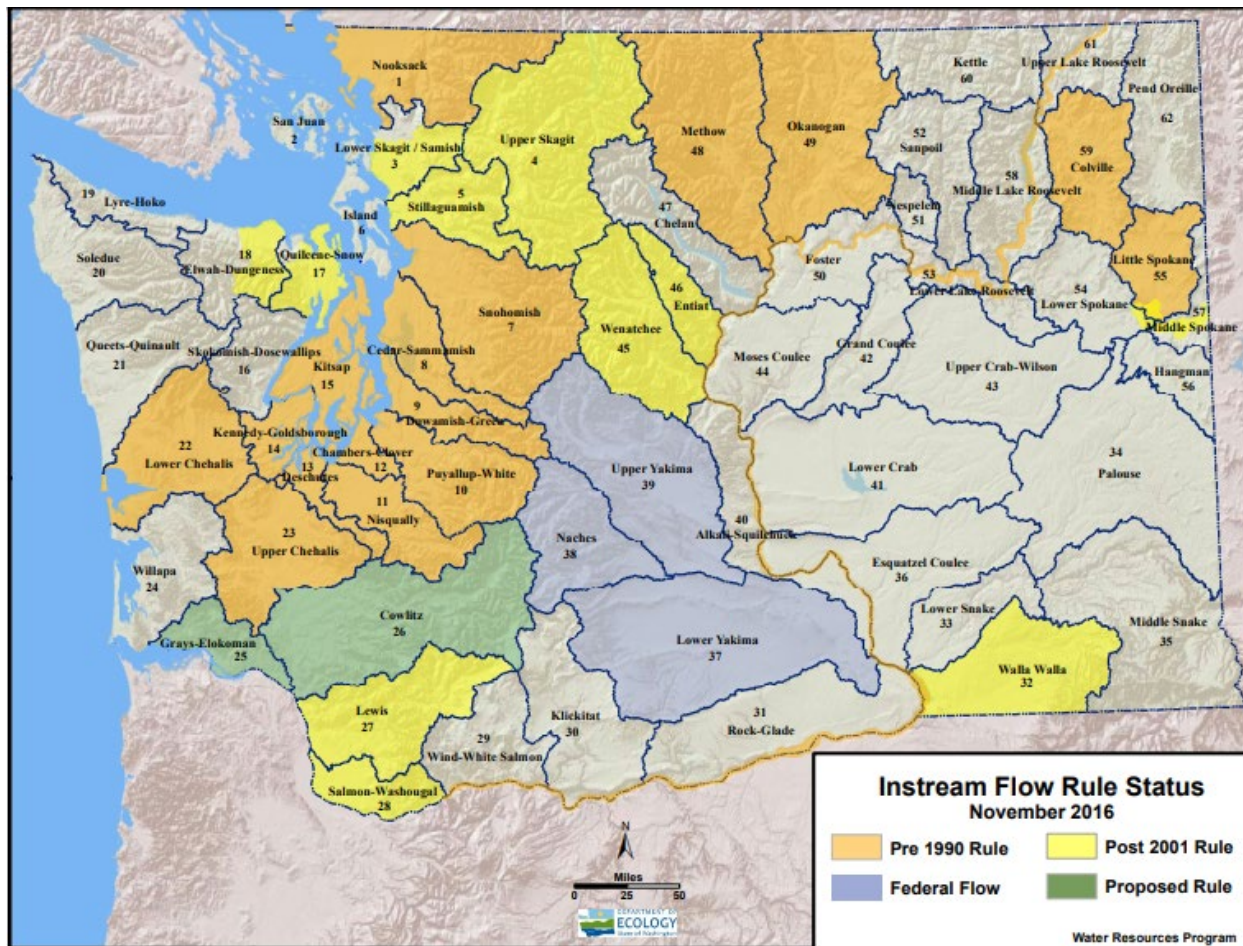 Nooksack
1
San Juan
2
Lower Skagit / Samish
3
Upper Skagit
4
5
Stillaguamish
Island
6
Snohomish
7
Cedar-Sammamish
8
9
Duwamish-Green
Puyallup-White
10
11
Nisqually
Chambers-Clover
12
13
Deschutes
Kennedy-Goldsborough
14
Kitsap
15
Skokomish-Dosewallips
16
Quilcene-Snow
17
18
Elwah-Dungeness
19
Lyre-Hoko
Soleduc
20
Queets-Quinault
21
22
Lower Chehalis
23
Upper Chehalis
Willapa
24
Grays-Elokoman
25
Cowlitz
26
Lewis
27
Salmon-Washougal
28
29
Wind-White Salmon
Klickitat
30
31
Rock-Glade
Walla Walla
32
Lower Snake
33
34
Palouse
Middle Snake
35
Esquatzel Coulee
36
Lower Yakima
37
Naches
38
Upper Yakima
39
40
Alkali-Squilchuck
Lower Crab
41
Grand Coulee
42
Upper Crab-Wilson
43
Moses Coulee
44
Wenatchee
45
46
Entiat
47
Chelan
Methow
48
Okanogan
49
Foster
50
Nespelem
51
52
Sanpoil
53
Lower Lake Roosevelt
54
Lower Spokane
Little Spokane
55
Hangman
56
57
Middle Spokane
58
Middle Lake Roosevelt
59
Colville
Kettle
60
61
Upper Lake Roosevelt
Pend Oreille
62
N
Miles
0 25 50
DEPARTMENT OF
ECOLOGY
State of Washington
Instream Flow Rule Status
November 2016
Pre 1990 Rule
Post 2001 Rule
Federal Flow
Proposed Rule
Water Resources Program